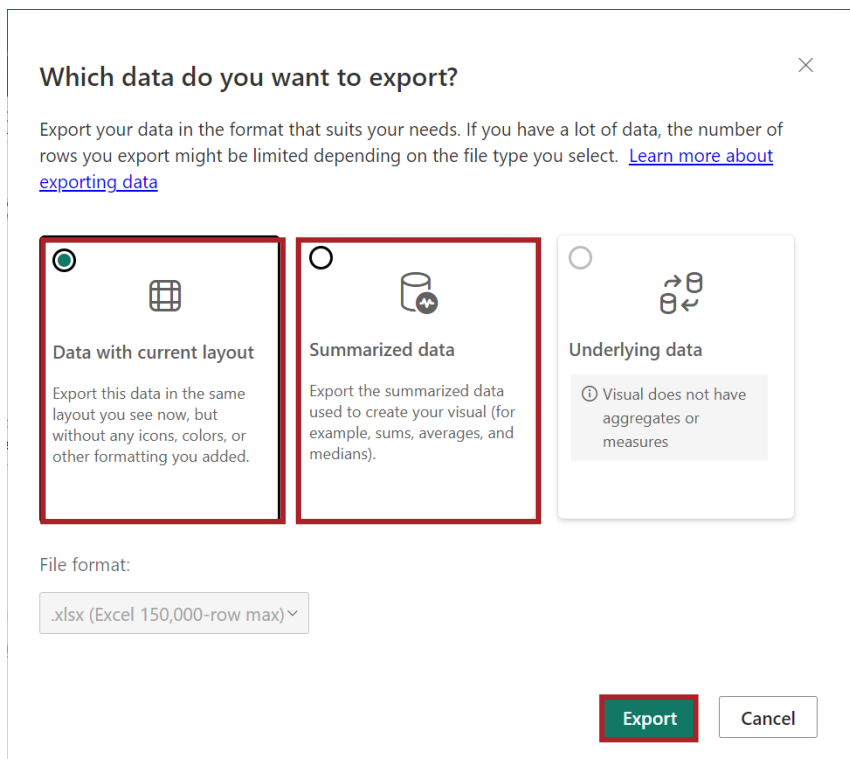 Which data do you want to export?
Export your data in the format that suits your needs. If you have a lot of data, the number of
rows you export might be limited depending on the file type you select. Learn more about
exporting data
Data with current layout
Export this data in the same
layout you see now, but
without any icons, colors, or
other formatting you added.
Summarized data
Export the summarized data
used to create your visual (for
example, sums, averages, and
medians).
Underlying data
Visual does not have
aggregates or
measures
File format:
.xlsx (Excel 150,000-row max)
Export
Cancel